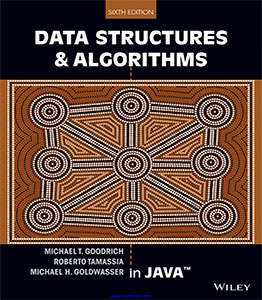 SIXTH EDITION
DATA STRUCTURES
& ALGORITHMS
MICHAEL T. GOODRICH
ROBERTO TAMASSIA
MICHAEL H. GOLDWASSER
in JAVA™
WILEY